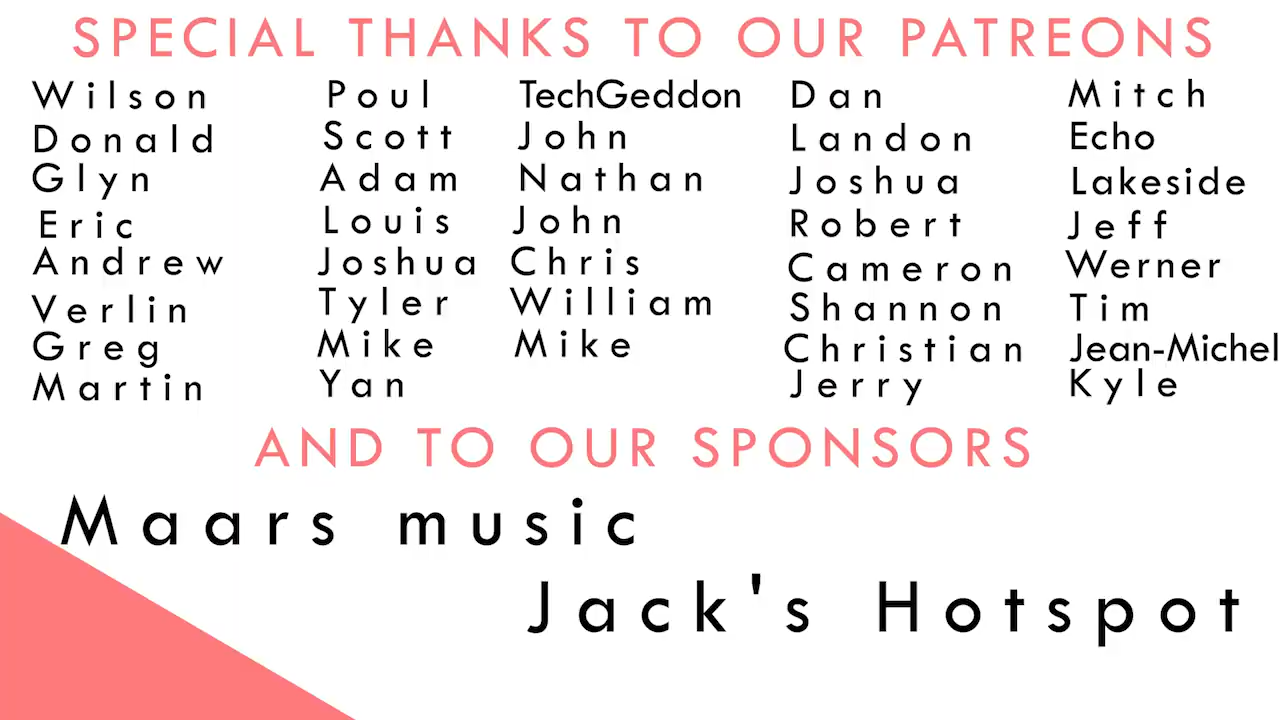 SPECIAL THANKS TO OUR PATREONS
Wilson Poul TechGeddon Dan Mitch
Donald Scott John Landon Echo
Glyn Adam Nathan Joshua Lakeside
Eric Louis John Robert Jeff
Andrew Joshua Chris Cameron Werner
Verlin Tyler William Shannon Tim
Greg Mike Mike Christian Jean-Michel
Martin Yan Jerry Kyle
AND TO OUR SPONSORS
Maars music
Jack's Hotspot